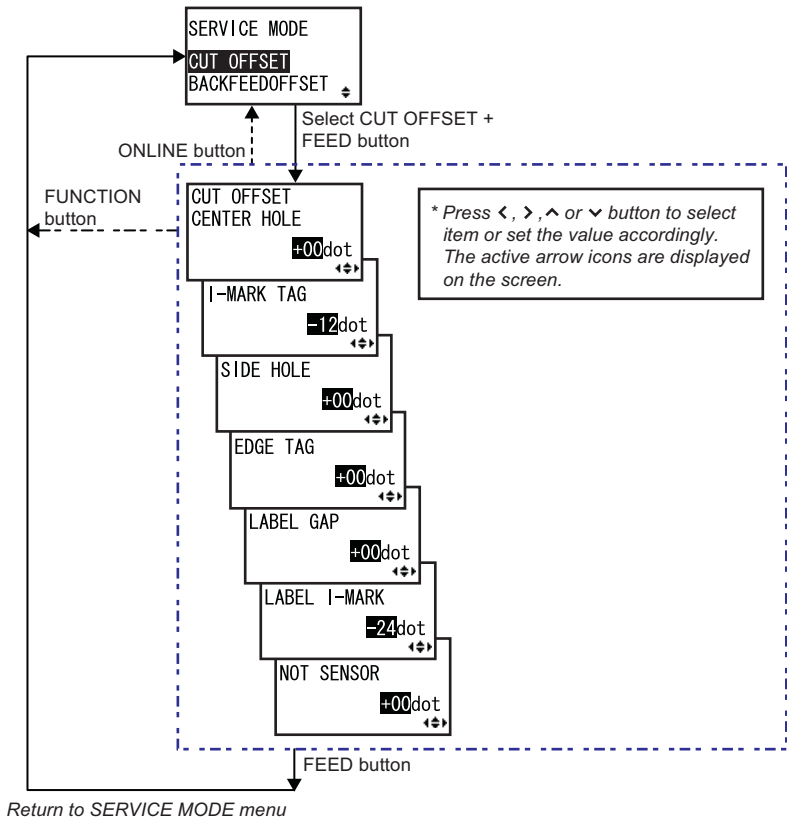 SERVICE MODE
CUT OFFSET
BACKFEEDOFFSET
Select CUT OFFSET +
FEED button
ONLINE button
FUNCTION
button
CUT OFFSET
CENTER HOLE
+00dot
* Press <, >, ^ or v button to select
item or set the value accordingly.
The active arrow icons are displayed
on the screen.
I-MARK TAG
-12dot
SIDE HOLE
+00dot
EDGE TAG
+00dot
LABEL GAP
+00dot
LABEL I-MARK
-24dot
NOT SENSOR
+00dot
FEED button
Return to SERVICE MODE menu